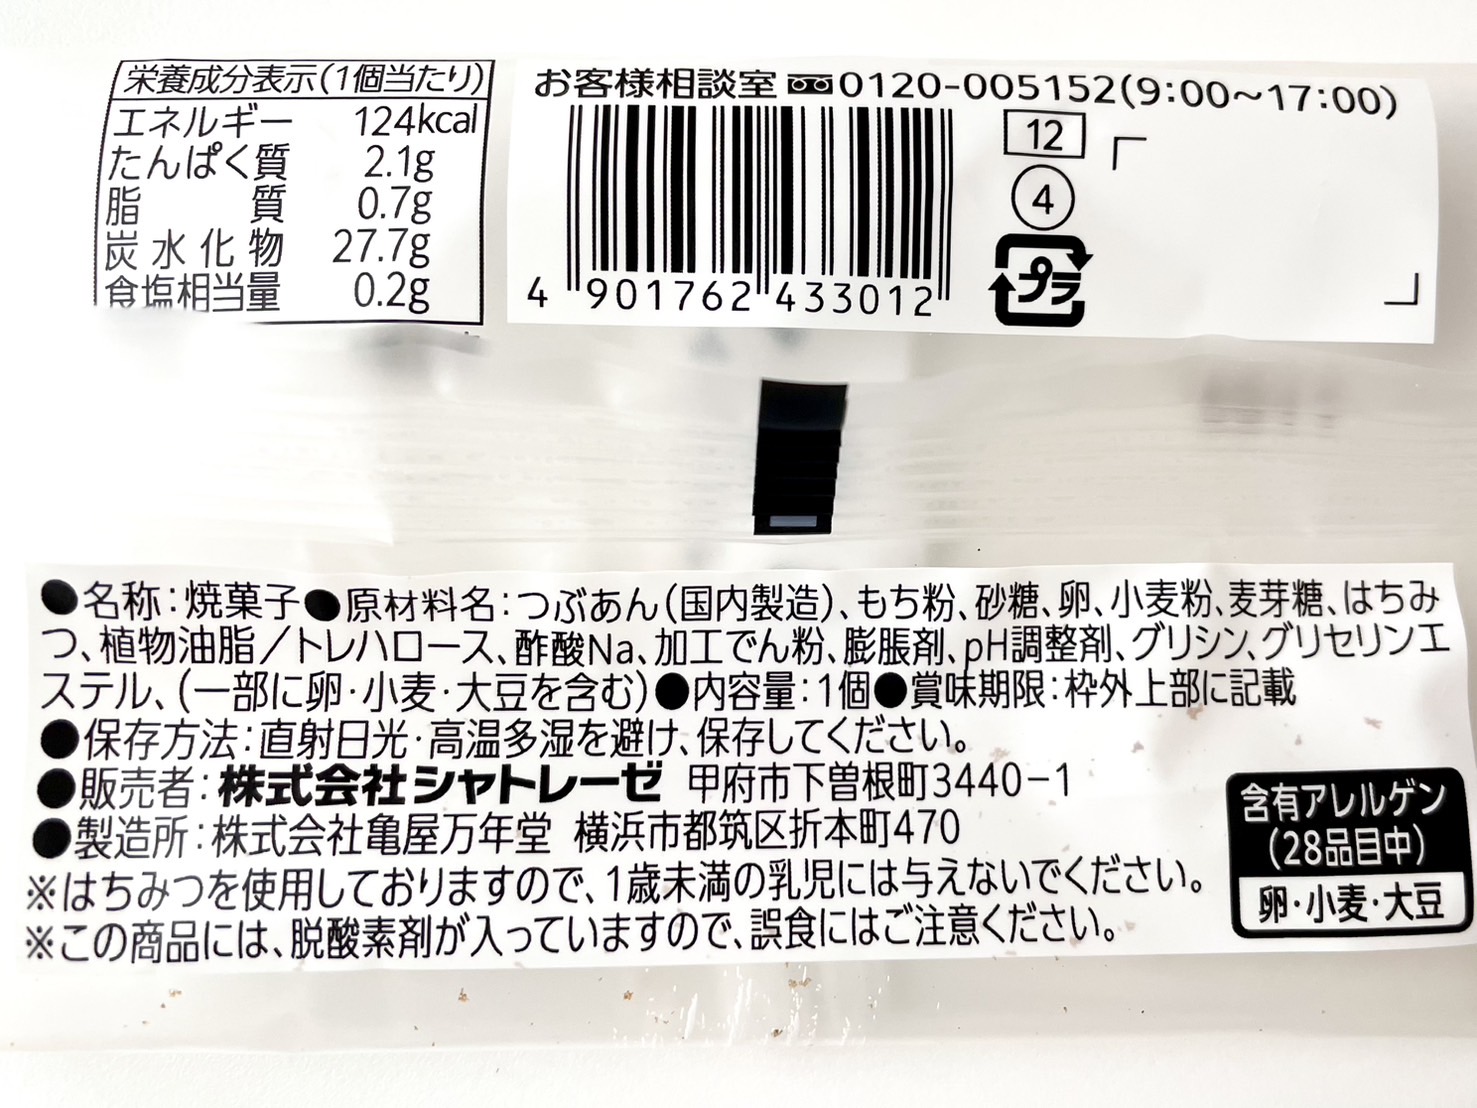 栄養成分表示(1個当たり)
エネルギー 124kcal
たんぱく質 2.1g
脂質 0.7g
炭水化物 27.7g
食塩相当量 0.2g
お客様相談室 0120-005152(9:00~17:00)
12
4
プラ
4 901762 433012
●名称:焼菓子●原材料名:つぶあん(国内製造)、もち粉、砂糖、卵、小麦粉、麦芽糖、はちみ
つ、植物油脂/トレハロース、酢酸Na、加工でん粉、膨脹剤、pH調整剤、グリシン、グリセリンエ
ステル、(一部に卵・小麦・大豆を含む)●内容量:1個●賞味期限:枠外上部に記載
●保存方法:直射日光・高温多湿を避け、保存してください。
●販売者:株式会社シャトレーゼ 甲府市下曽根町3440-1
●製造所:株式会社亀屋万年堂 横浜市都筑区折本町470
※はちみつを使用しておりますので、1歳未満の乳児には与えないでください。
※この商品には、脱酸素剤が入っていますので、誤食にはご注意ください。
含有アレルゲン
(28品目中)
卵・小麦・大豆